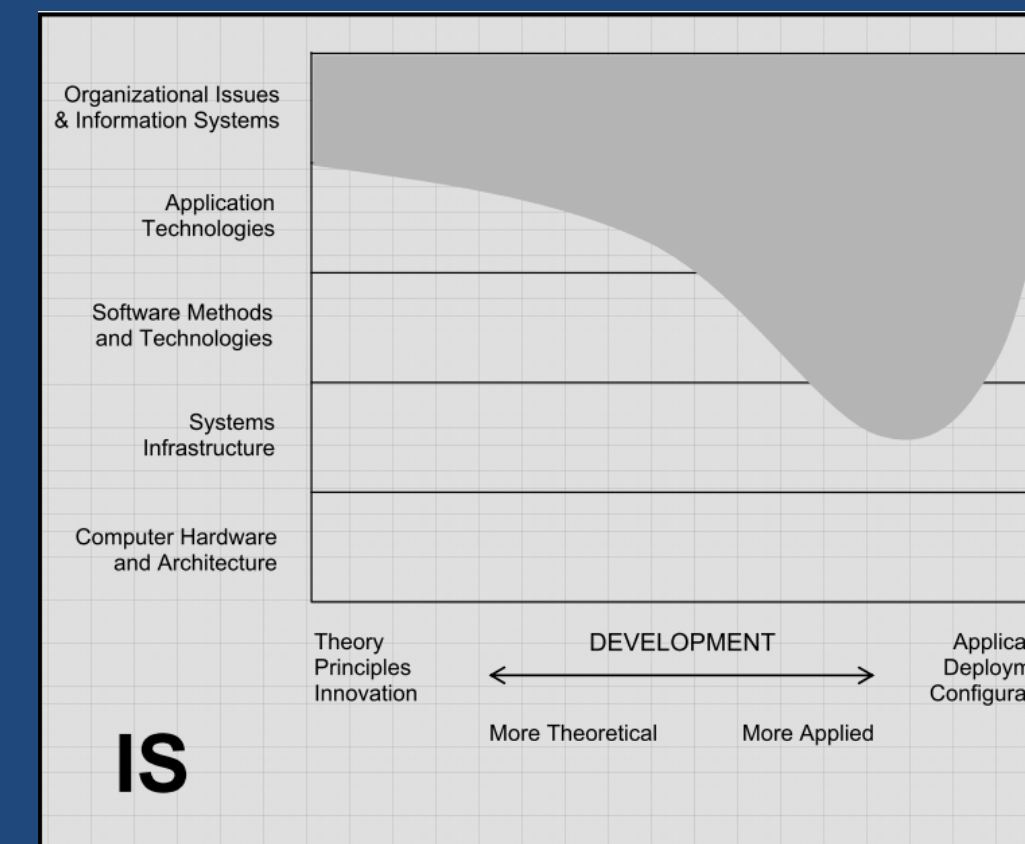 Organizational Issues
& Information Systems
Application
Technologies
Software Methods
and Technologies
Systems
Infrastructure
Computer Hardware
and Architecture
Theory
Principles
Innovation
DEVELOPMENT
More Theoretical
More Applied
IS